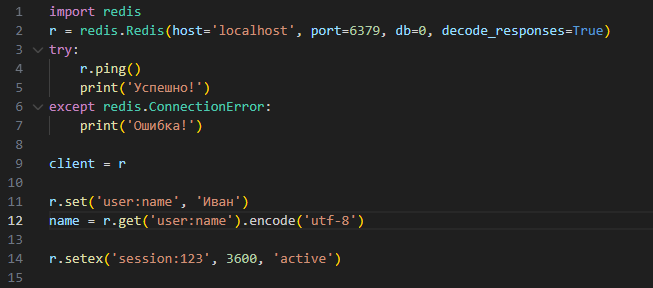 1 import redis
2 r = redis.Redis(host='localhost', port=6379, db=0, decode_responses=True)
3 try:
4     r.ping()
5     print('Успешно!')
6 except redis.ConnectionError:
7     print('Ошибка!')
8
9 client = r
10
11 r.set('user:name', 'Иван')
12 name = r.get('user:name').encode('utf-8')
13
14 r.setex('session:123', 3600, 'active')
15